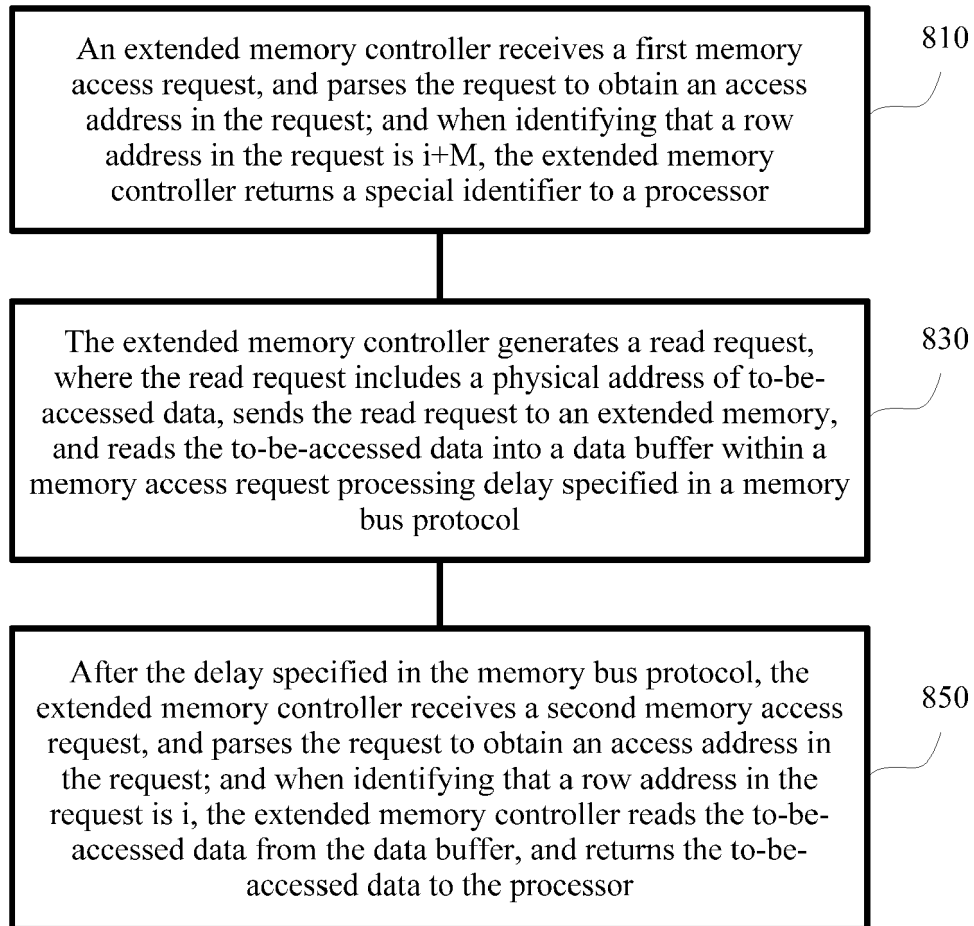 An extended memory controller receives a first memory
access request, and parses the request to obtain an access
address in the request; and when identifying that a row
address in the request is i+M, the extended memory
controller returns a special identifier to a processor
810
The extended memory controller generates a read request,
where the read request includes a physical address of to-be-
accessed data, sends the read request to an extended memory,
and reads the to-be-accessed data into a data buffer within a
memory access request processing delay specified in a memory
bus protocol
830
After the delay specified in the memory bus protocol, the
extended memory controller receives a second memory access
request, and parses the request to obtain an access address in
the request; and when identifying that a row address in the
request is i, the extended memory controller reads the to-be-
accessed data from the data buffer, and returns the to-be-
accessed data to the processor
850